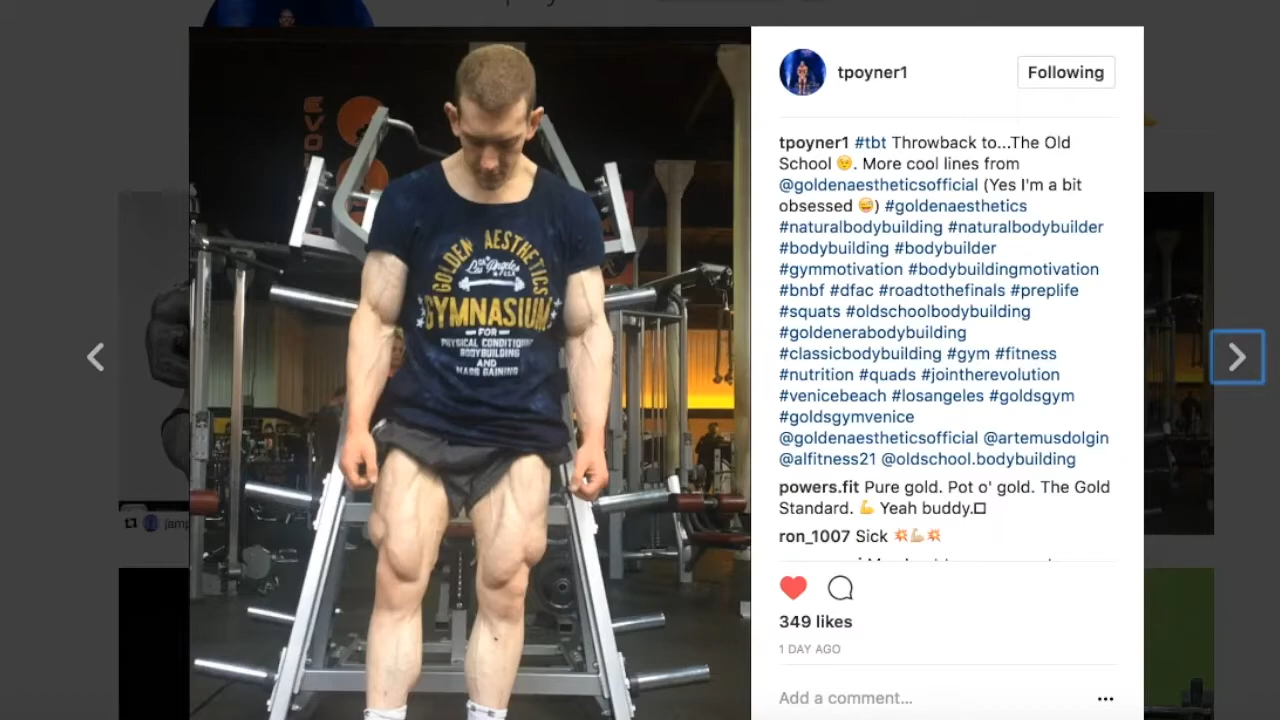 EVO
GOLDEN AESTHETICS
Los Angeles
GYMNASIUM
FOR
PHYSICAL CONDITIONING
BODYBUILDING
AND
MASS GAINING
jamp
tpoyner1
Following
tpoyner1 #tbt Throwback to...The Old
School 😉. More cool lines from
@goldenaestheticsofficial (Yes I'm a bit
obsessed 😅) #goldenaesthetics
#naturalbodybuilding #naturalbodybuilder
#bodybuilding #bodybuilder
#gymmotivation #bodybuildingmotivation
#bnbf #dfac #roadtothefinals #preplife
#squats #oldschoolbodybuilding
#goldenerabodybuilding
#classicbodybuilding #gym #fitness
#nutrition #quads #jointherevolution
#venicebeach #losangeles #goldsgym
#goldsgymvenice
@goldenaestheticsofficial @artemusdolgin
@alfitness21 @oldschool.bodybuilding
powers.fit Pure gold. Pot o' gold. The Gold
Standard. 💪 Yeah buddy.□
ron_1007 Sick 💥💪💥
349 likes
1 DAY AGO
Add a comment...